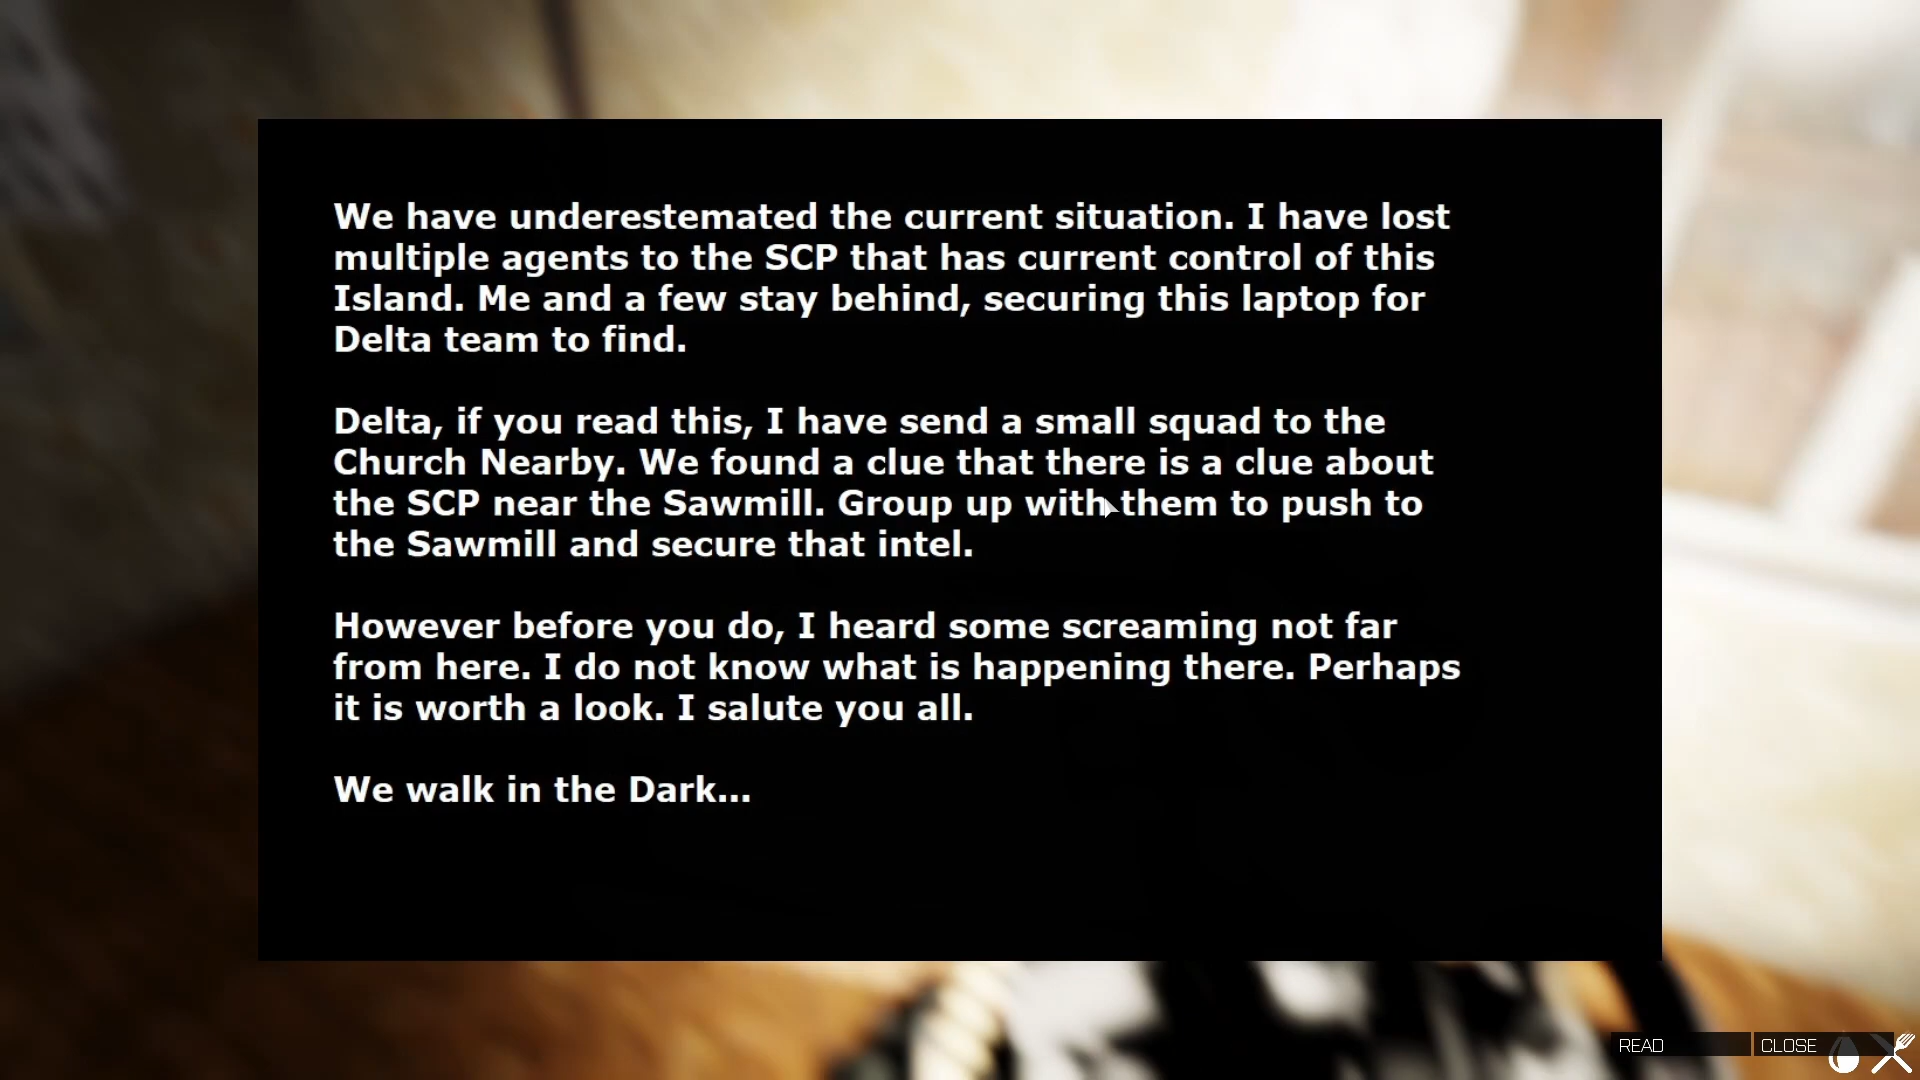 We have underestemated the current situation. I have lost
multiple agents to the SCP that has current control of this
Island. Me and a few stay behind, securing this laptop for
Delta team to find.
Delta, if you read this, I have send a small squad to the
Church Nearby. We found a clue that there is a clue about
the SCP near the Sawmill. Group up with them to push to
the Sawmill and secure that intel.
However before you do, I heard some screaming not far
from here. I do not know what is happening there. Perhaps
it is worth a look. I salute you all.
We walk in the Dark...
READ CLOSE